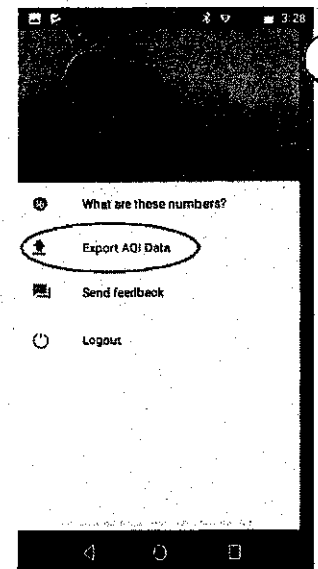 3:28
What are these numbers?
Export AQI Data
Send feedback
Logout